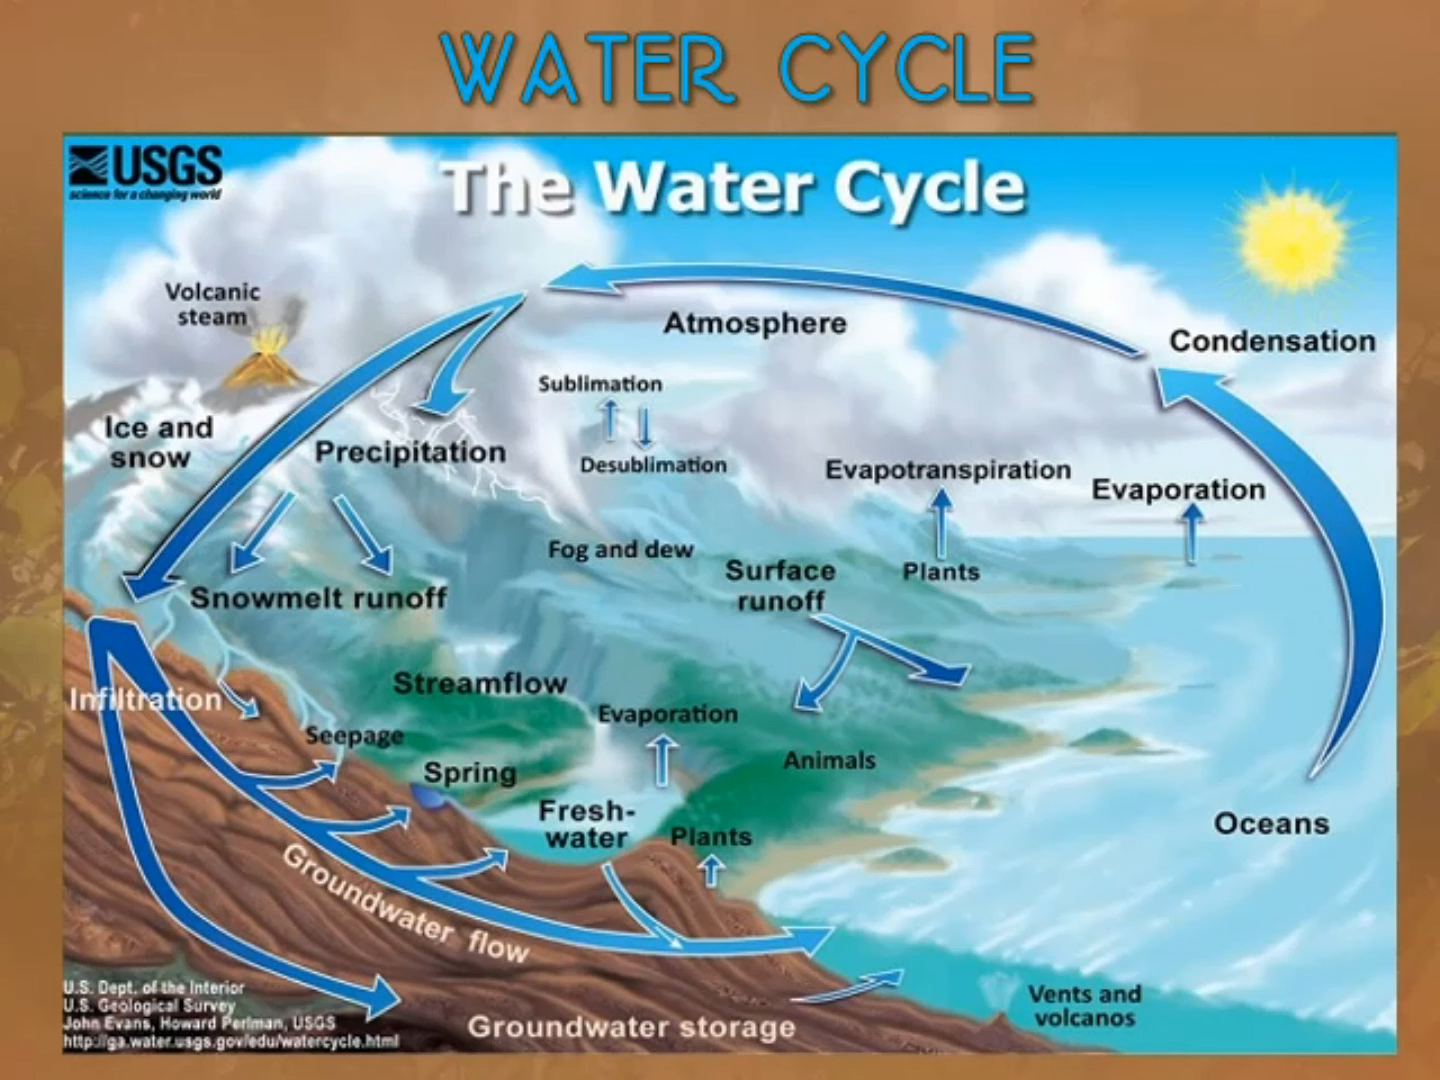 WATER CYCLE
USGS
science for a changing world
The Water Cycle
Volcanic
steam
Atmosphere
Condensation
Sublimation
Ice and
snow
Precipitation
Desublimation
Evapotranspiration
Evaporation
Fog and dew
Surface
runoff
Plants
Snowmelt runoff
Streamflow
Infiltration
Evaporation
Seepage
Animals
Spring
Fresh-
water
Plants
Oceans
Groundwater flow
Vents and
volcanos
U.S. Dept. of the Interior
U.S. Geological Survey
John Evans, Howard Perlman, USGS
http://ga.water.usgs.gov/edu/watercycle.html
Groundwater storage